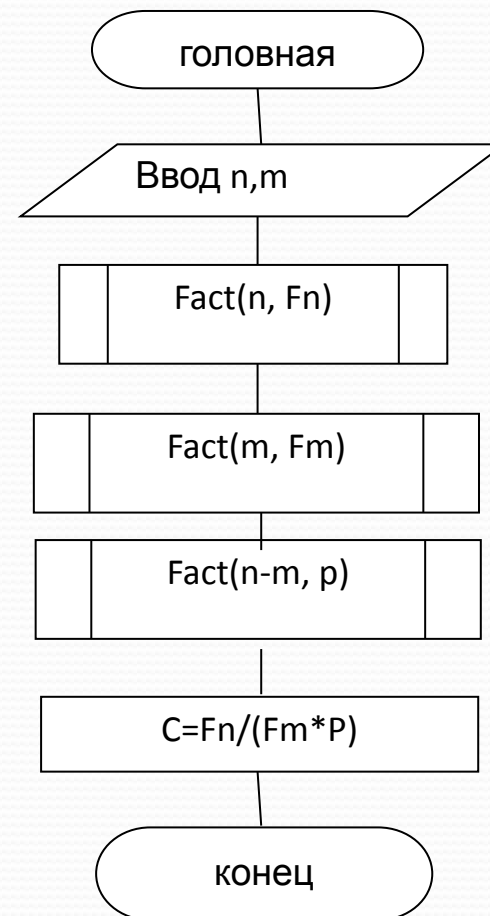 головная
Ввод n,m
Fact(n, Fn)
Fact(m, Fm)
Fact(n-m, p)
C=Fn/(Fm*P)
конец